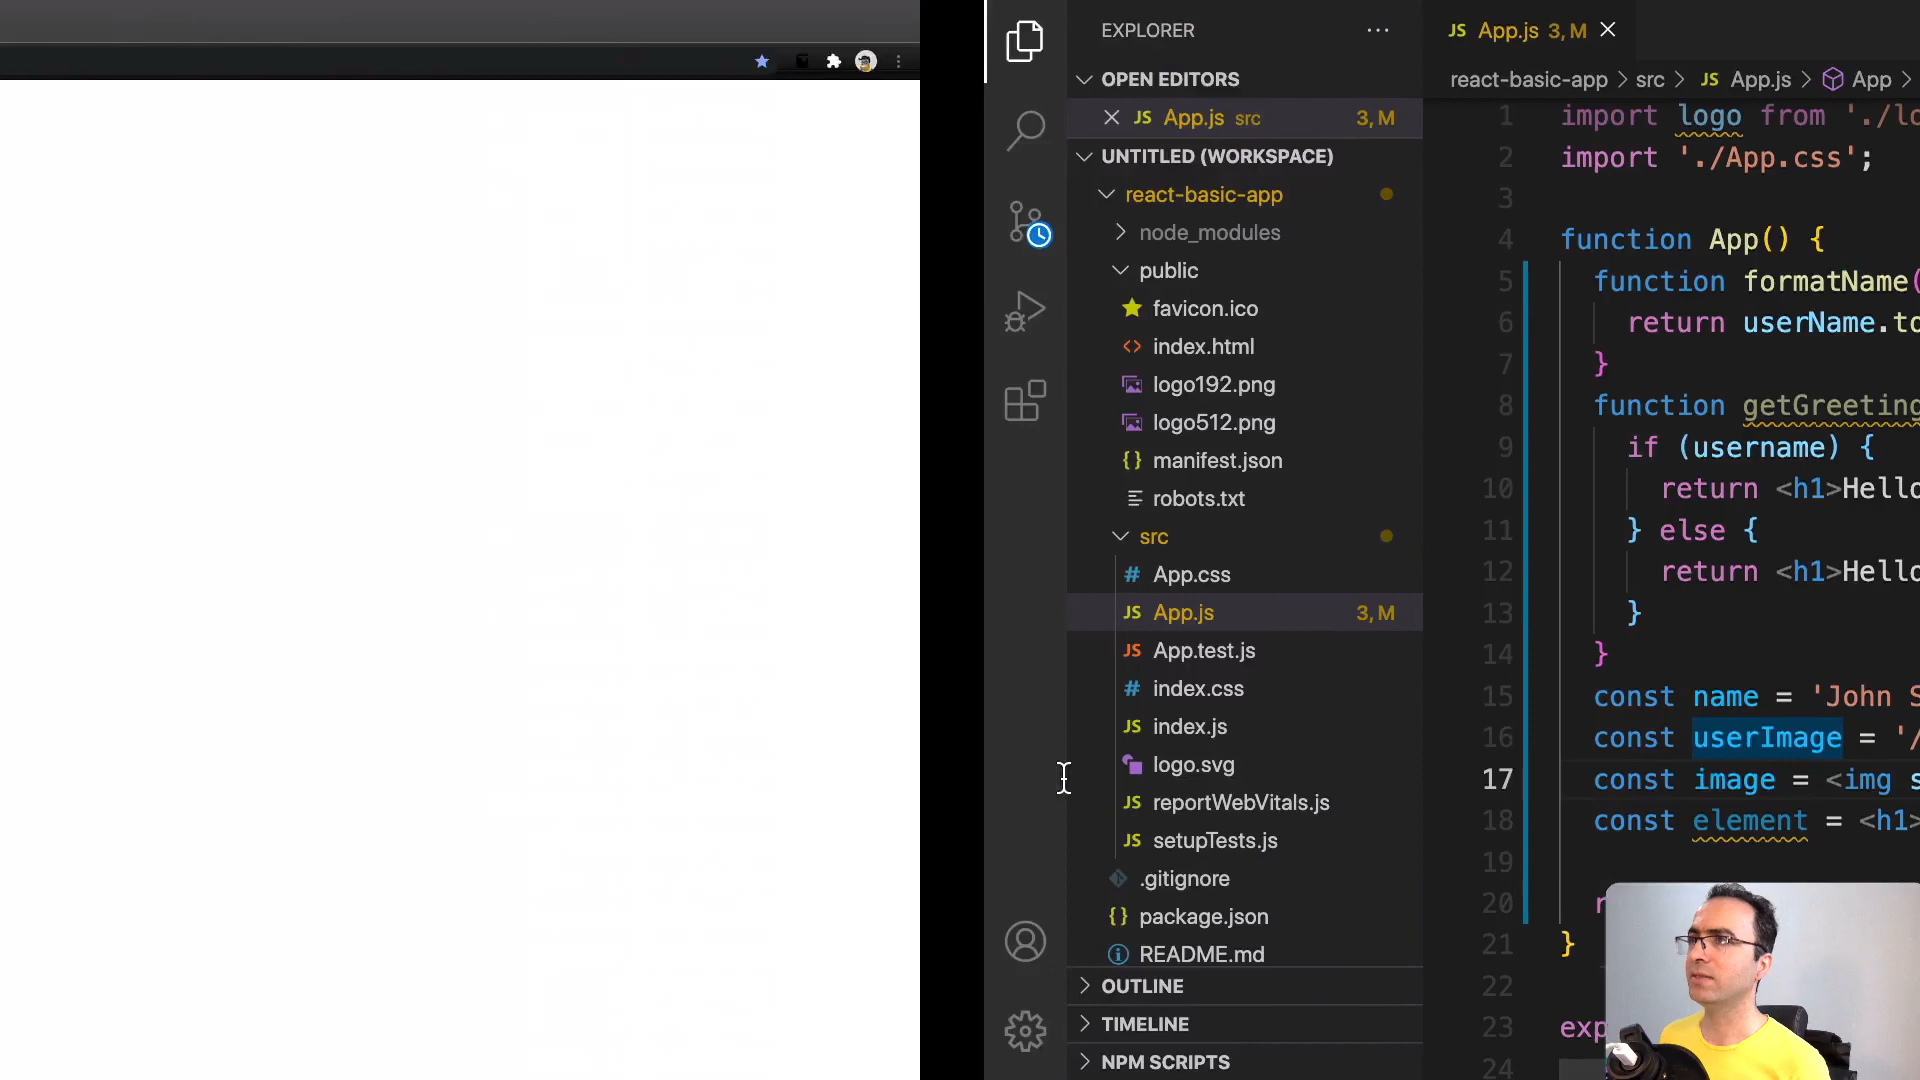 EXPLORER
OPEN EDITORS
JS App.js src 3, M
UNTITLED (WORKSPACE)
react-basic-app
node_modules
public
favicon.ico
index.html
logo192.png
logo512.png
manifest.json
robots.txt
src
App.css
JS App.js 3, M
JS App.test.js
index.css
JS index.js
logo.svg
JS reportWebVitals.js
JS setupTests.js
.gitignore
package.json
README.md
OUTLINE
TIMELINE
NPM SCRIPTS
JS App.js 3, M
react-basic-app > src > JS App.js > App >
1 import logo from './lo
2 import './App.css';
3
4 function App() {
5 function formatName(
6 return userName.to
7 }
8 function getGreeting
9 if (username) {
10 return <h1>Hello
11 } else {
12 return <h1>Hello
13 }
14 }
15 const name = 'John S
16 const userImage = '/
17 const image = <img s
18 const element = <h1>
19
20 r
21 }
22
23 exp
24